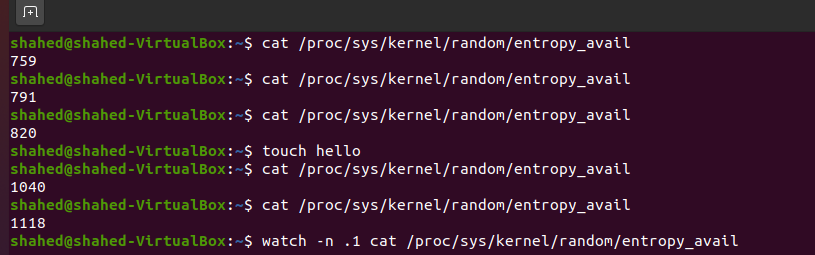 shahed@shahed-VirtualBox:~$ cat /proc/sys/kernel/random/entropy_avail
759
shahed@shahed-VirtualBox:~$ cat /proc/sys/kernel/random/entropy_avail
791
shahed@shahed-VirtualBox:~$ cat /proc/sys/kernel/random/entropy_avail
820
shahed@shahed-VirtualBox:~$ touch hello
shahed@shahed-VirtualBox:~$ cat /proc/sys/kernel/random/entropy_avail
1040
shahed@shahed-VirtualBox:~$ cat /proc/sys/kernel/random/entropy_avail
1118
shahed@shahed-VirtualBox:~$ watch -n .1 cat /proc/sys/kernel/random/entropy_avail